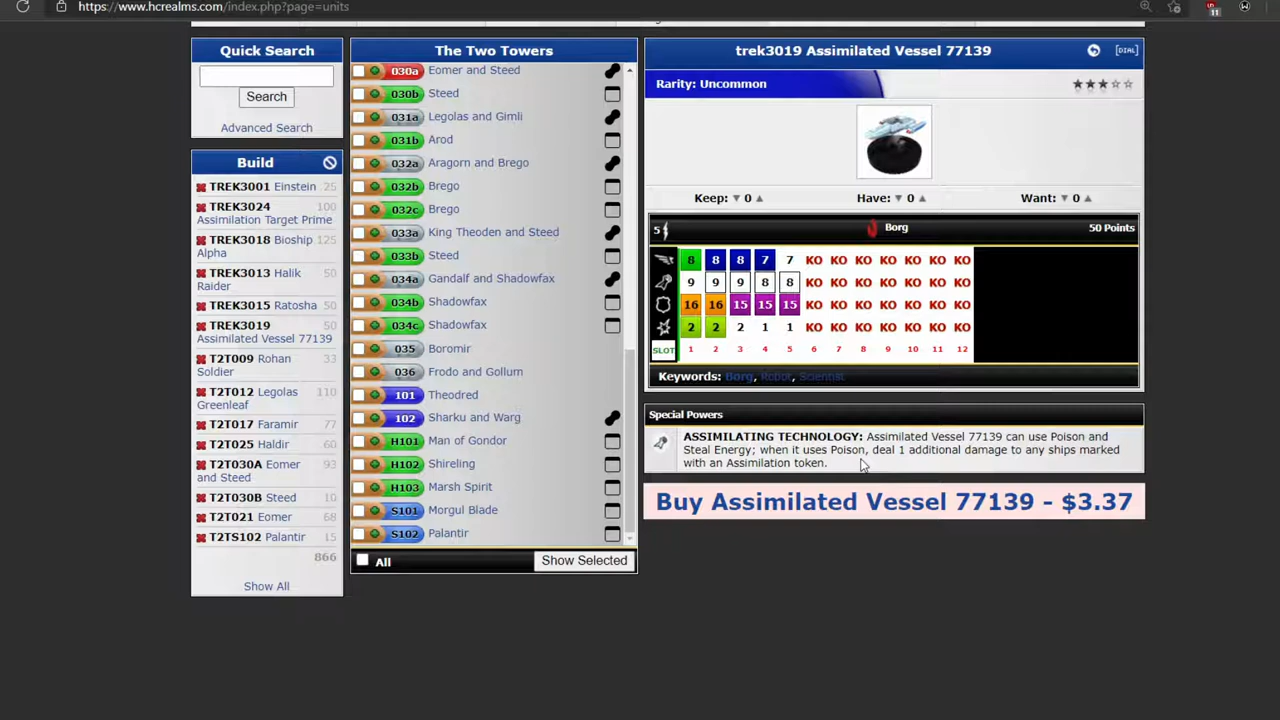 https://www.hcrealms.com/index.php?page=units
11
Quick Search
Search
Advanced Search
Build
TREK3001 Einstein 25
TREK3024 100
Assimilation Target Prime
TREK3018 Bioship 125
Alpha
TREK3013 Halik 50
Raider
TREK3015 Ratosha 50
TREK3019 50
Assimilated Vessel 77139
T2T009 Rohan 33
Soldier
T2T012 Legolas 110
Greenleaf
T2T017 Faramir 77
T2T025 Haldir 60
T2T030A Eomer 93
and Steed
T2T030B Steed 10
T2T021 Eomer 68
T2TS102 Palantir 15
866
Show All
The Two Towers
030a Eomer and Steed
030b Steed
031a Legolas and Gimli
031b Arod
032a Aragorn and Brego
032b Brego
032c Brego
033a King Theoden and Steed
033b Steed
034a Gandalf and Shadowfax
034b Shadowfax
034c Shadowfax
035 Boromir
036 Frodo and Gollum
101 Theodred
102 Sharku and Warg
H101 Man of Gondor
H102 Shireling
H103 Marsh Spirit
S101 Morgul Blade
S102 Palantir
All Show Selected
trek3019 Assimilated Vessel 77139 [DIAL]
Rarity: Uncommon
Keep: 0 Have: 0 Want: 0
5 Borg 50 Points
8 8 8 7 7 KO KO KO KO KO KO KO
9 9 9 8 8 KO KO KO KO KO KO KO
16 16 15 15 15 KO KO KO KO KO KO KO
2 2 2 1 1 KO KO KO KO KO KO KO
SLOT 1 2 3 4 5 6 7 8 9 10 11 12
Keywords: Borg, Robot, Scientist
Special Powers
ASSIMILATING TECHNOLOGY: Assimilated Vessel 77139 can use Poison and
Steal Energy; when it uses Poison, deal 1 additional damage to any ships marked
with an Assimilation token.
Buy Assimilated Vessel 77139 - $3.37